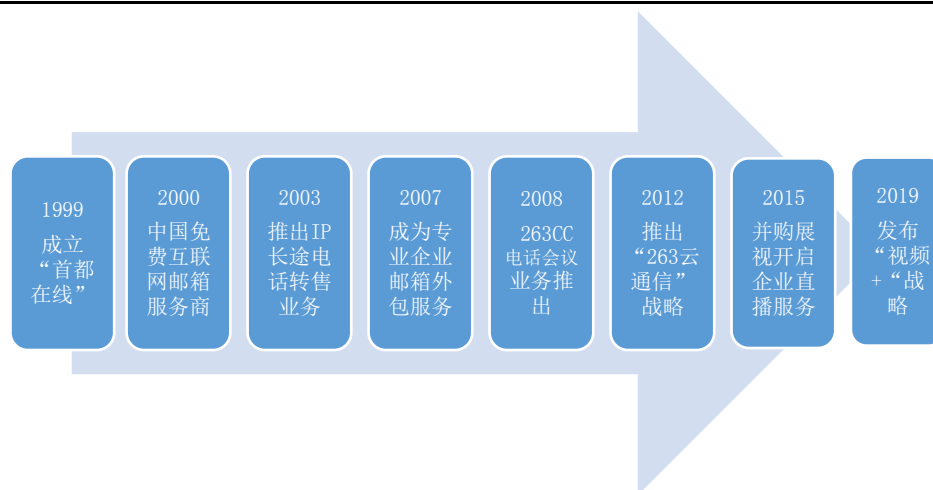 1999
成立
“首都
在线”
2000
中国免
费互联
网邮箱
服务商
2003
推出IP
长途电
话转售
业务
2007
成为专
业企业
邮箱外
包服务
2008
263CC
电话会议
业务推
出
2012
推出
“263云
通信”
战略
2015
并购展
视开启
企业直
播服务
2019
发布
“视频
+“战
略